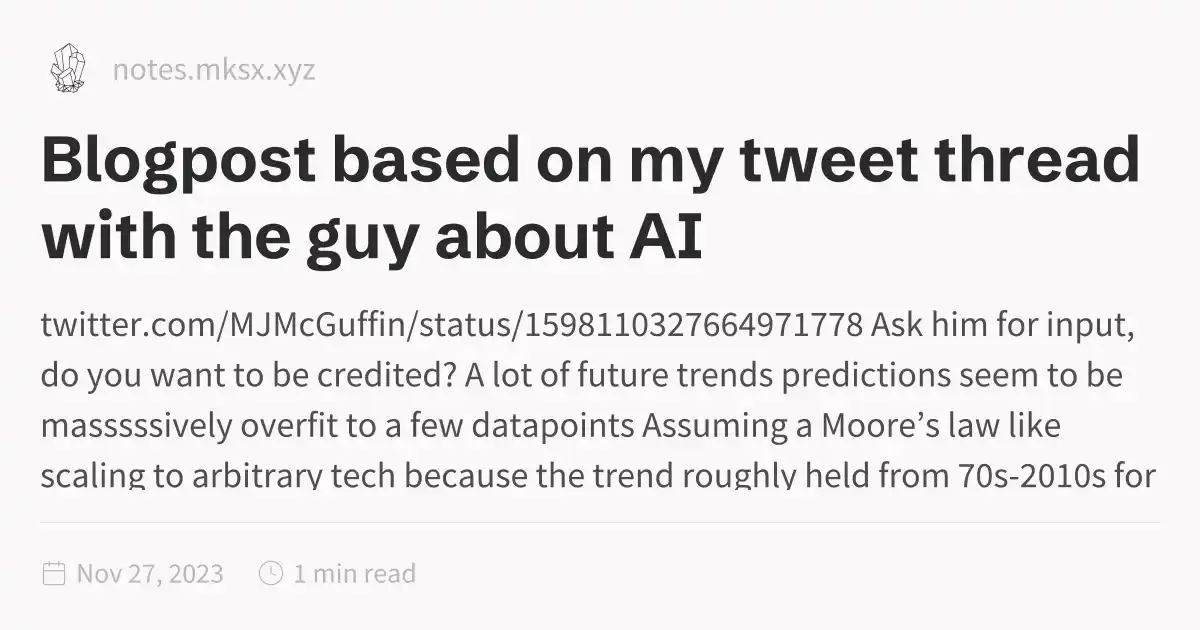 notes.mksx.xyz
Blogpost based on my tweet thread
with the guy about AI
twitter.com/MJMcGuffin/status/1598110327664971778 Ask him for input,
do you want to be credited? A lot of future trends predictions seem to be
masssssively overfit to a few datapoints Assuming a Moore’s law like
scaling to arbitrary tech because the trend roughly held from 70s-2010s for
Nov 27, 2023
1 min read